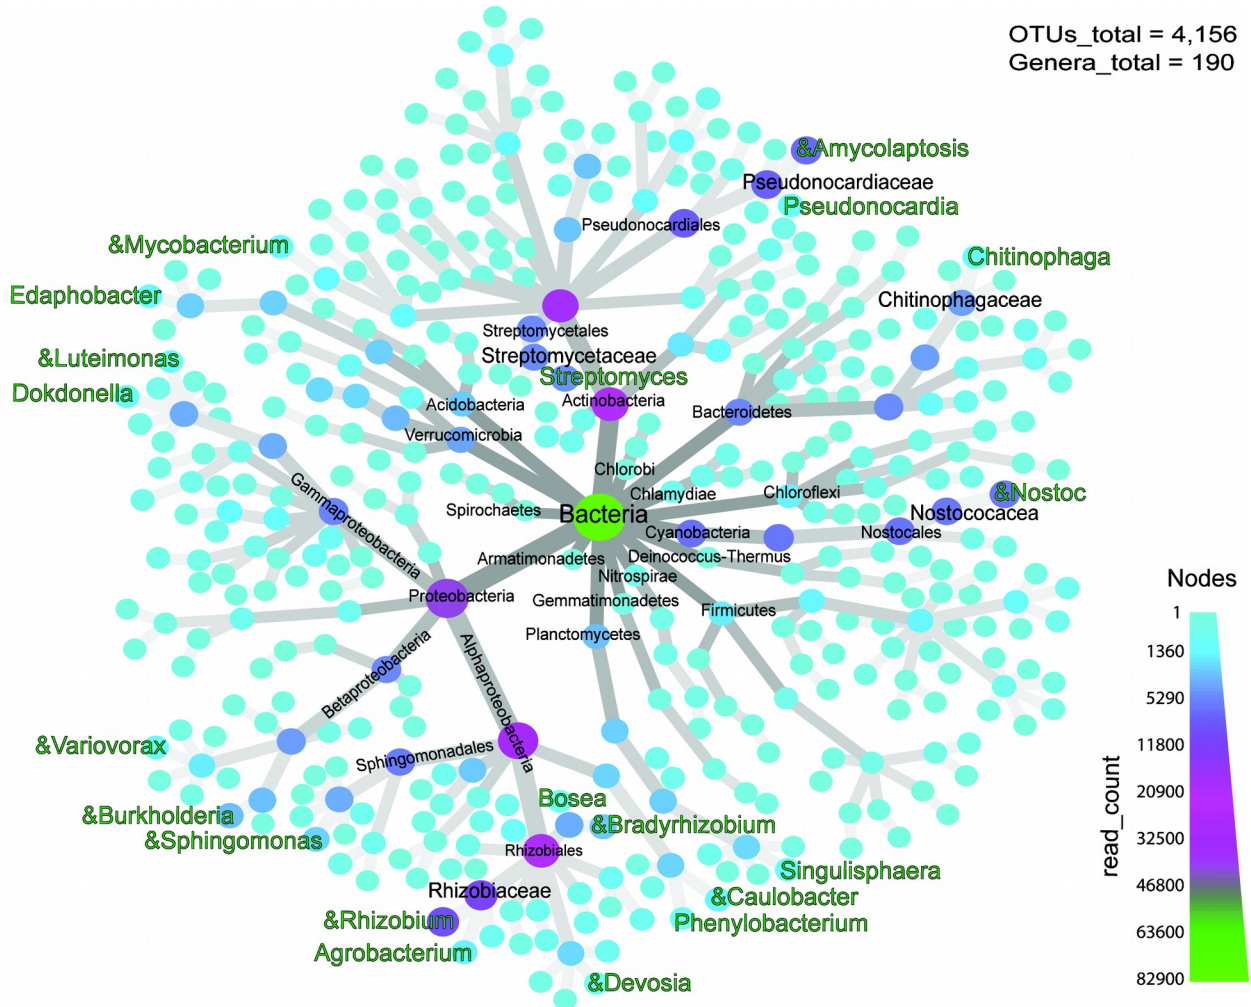 OTUs_total = 4,156
Genera_total = 190
&Amycolaptosis
Pseudonocardiaceae
Pseudonocardia
Pseudonocardiales
&Mycobacterium
Chitinophaga
Edaphobacter
Chitinophagaceae
Streptomycetales
Streptomycetaceae
&Luteimonas
Streptomyces
Dokdonella
Actinobacteria
Acidobacteria
Bacteroidetes
Verrucomicrobia
Chlorobi
Chlamydiae
Chloroflexi
&Nostoc
Gammaproteobacteria
Spirochaetes
Bacteria
Nostococacea
Cyanobacteria
Nostocales
Armatimonadetes
Deinococcus-Thermus
Nitrospirae
Proteobacteria
Gemmatimonadetes
Firmicutes
Planctomycetes
Betaproteobacteria
Alphaproteobacteria
&Variovorax
Sphingomonadales
Bosea
&Burkholderia
&Bradyrhizobium
&Sphingomonas
Rhizobiales
Singulisphaera
Rhizobiaceae
&Caulobacter
&Rhizobium
Phenylobacterium
Agrobacterium
&Devosia
Nodes
1
1360
5290
11800
20900
32500
46800
63600
82900
read_count